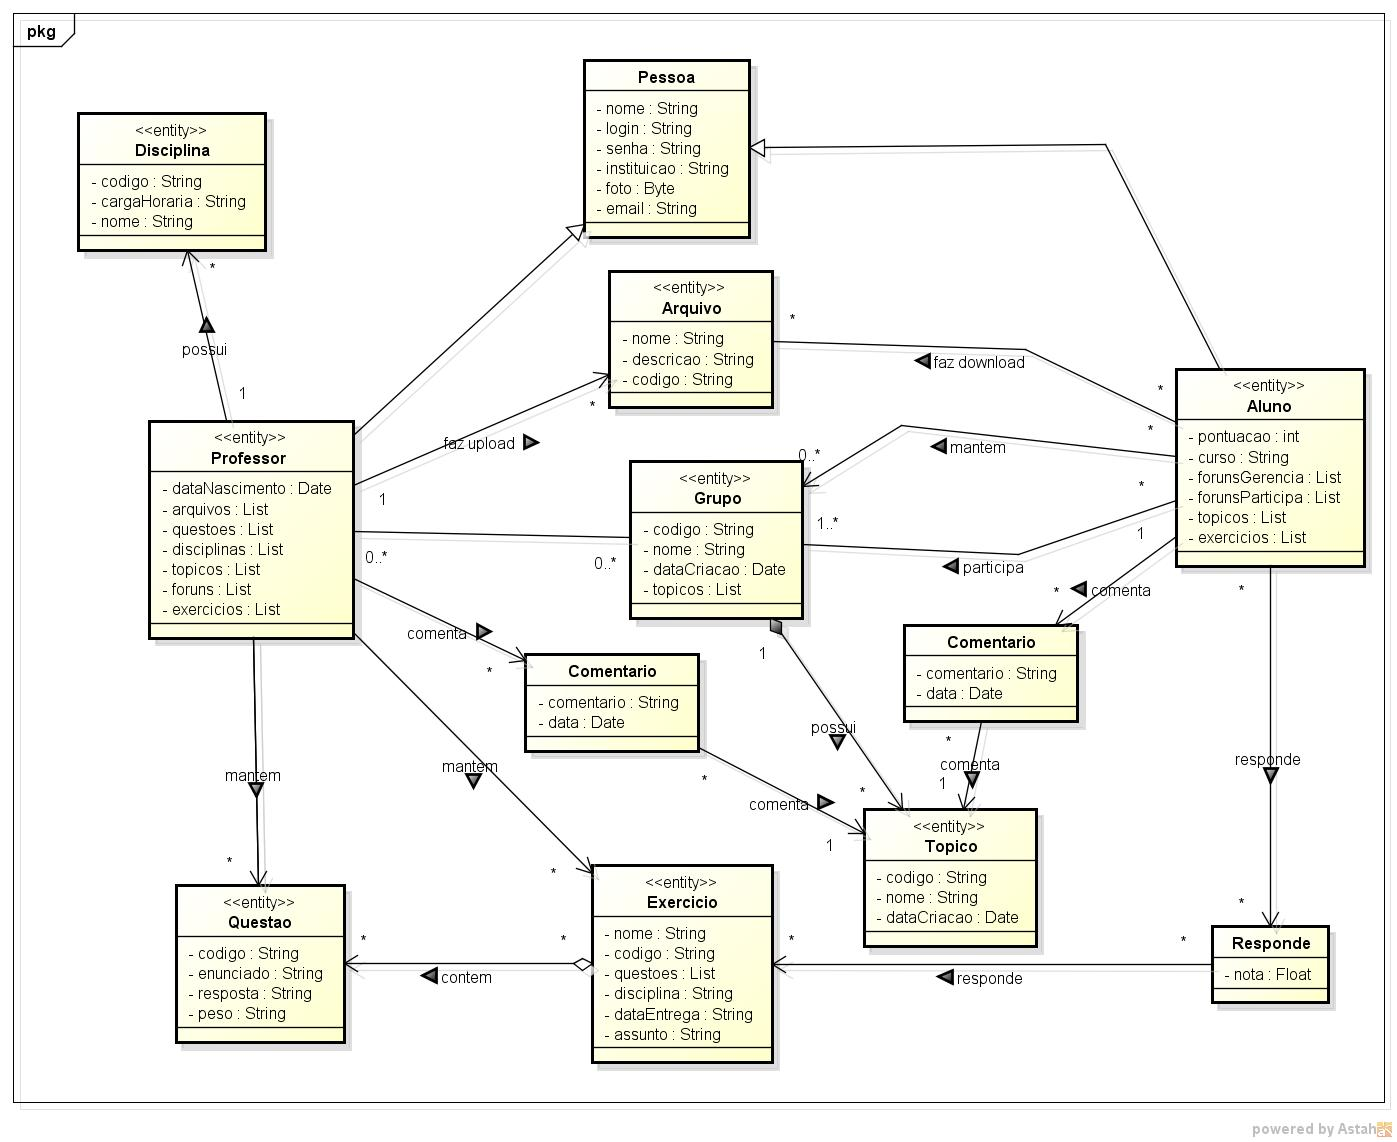 pkg
Pessoa
- nome : String
- login : String
- senha : String
- instituicao : String
- foto : Byte
- email : String
<<entity>>
Disciplina
- codigo : String
- cargaHoraria : String
- nome : String
*
possui
1
<<entity>>
Arquivo
- nome : String
- descricao : String
- codigo : String
*
faz download
*
*
faz upload
1
<<entity>>
Aluno
- pontuacao : int
- curso : String
- forunsGerencia : List
- forunsParticipa : List
- topicos : List
- exercicios : List
<<entity>>
Professor
- dataNascimento : Date
- arquivos : List
- questoes : List
- disciplinas : List
- topicos : List
- foruns : List
- exercicios : List
*
mantem
0..*
<<entity>>
Grupo
- codigo : String
- nome : String
- dataCriacao : Date
- topicos : List
*
1..*
participa
0..*
0..*
1
comenta
*
comenta
*
Comentario
- comentario : String
- data : Date
Comentario
- comentario : String
- data : Date
1
possui
*
*
comenta
1
*
comenta
1
*
responde
*
mantem
*
mantem
*
<<entity>>
Topico
- codigo : String
- nome : String
- dataCriacao : Date
<<entity>>
Questao
- codigo : String
- enunciado : String
- resposta : String
- peso : String
*
contem
*
<<entity>>
Exercicio
- nome : String
- codigo : String
- questoes : List
- disciplina : String
- dataEntrega : String
- assunto : String
*
responde
*
Responde
- nota : Float
powered by Astah